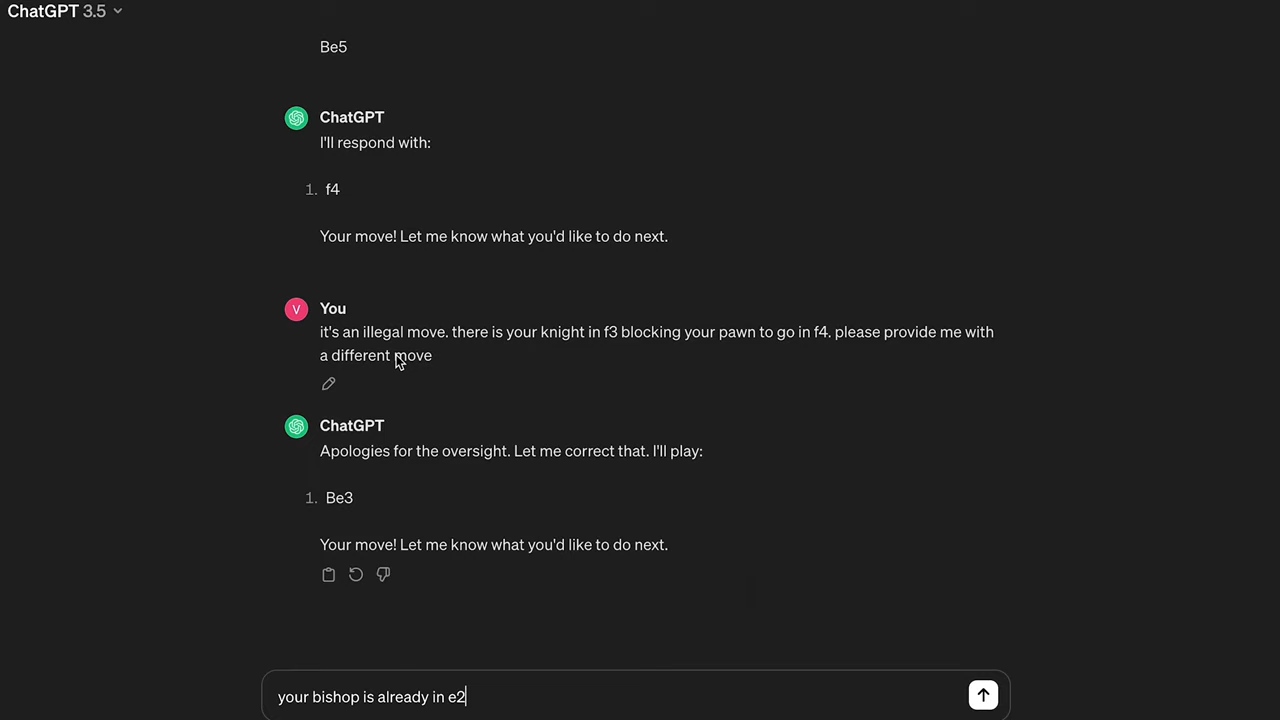 ChatGPT 3.5
Be5
ChatGPT
I'll respond with:
1. f4
Your move! Let me know what you'd like to do next.
V
You
it's an illegal move. there is your knight in f3 blocking your pawn to go in f4. please provide me with
a different move
ChatGPT
Apologies for the oversight. Let me correct that. I'll play:
1. Be3
Your move! Let me know what you'd like to do next.
your bishop is already in e2